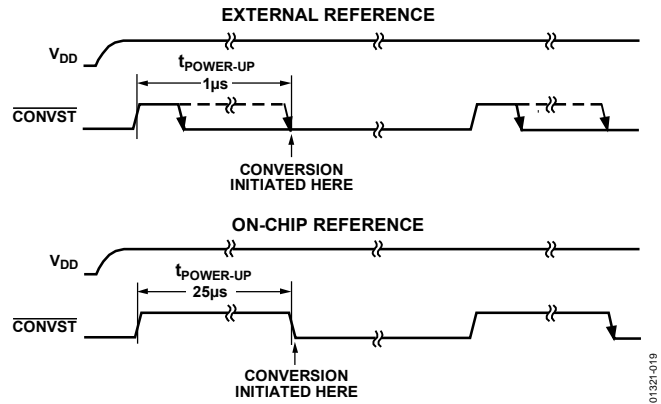 EXTERNAL REFERENCE
VDD
tPOWER-UP
1µs
CONVST
CONVERSION
INITIATED HERE
ON-CHIP REFERENCE
VDD
tPOWER-UP
25µs
CONVST
CONVERSION
INITIATED HERE
01321-019